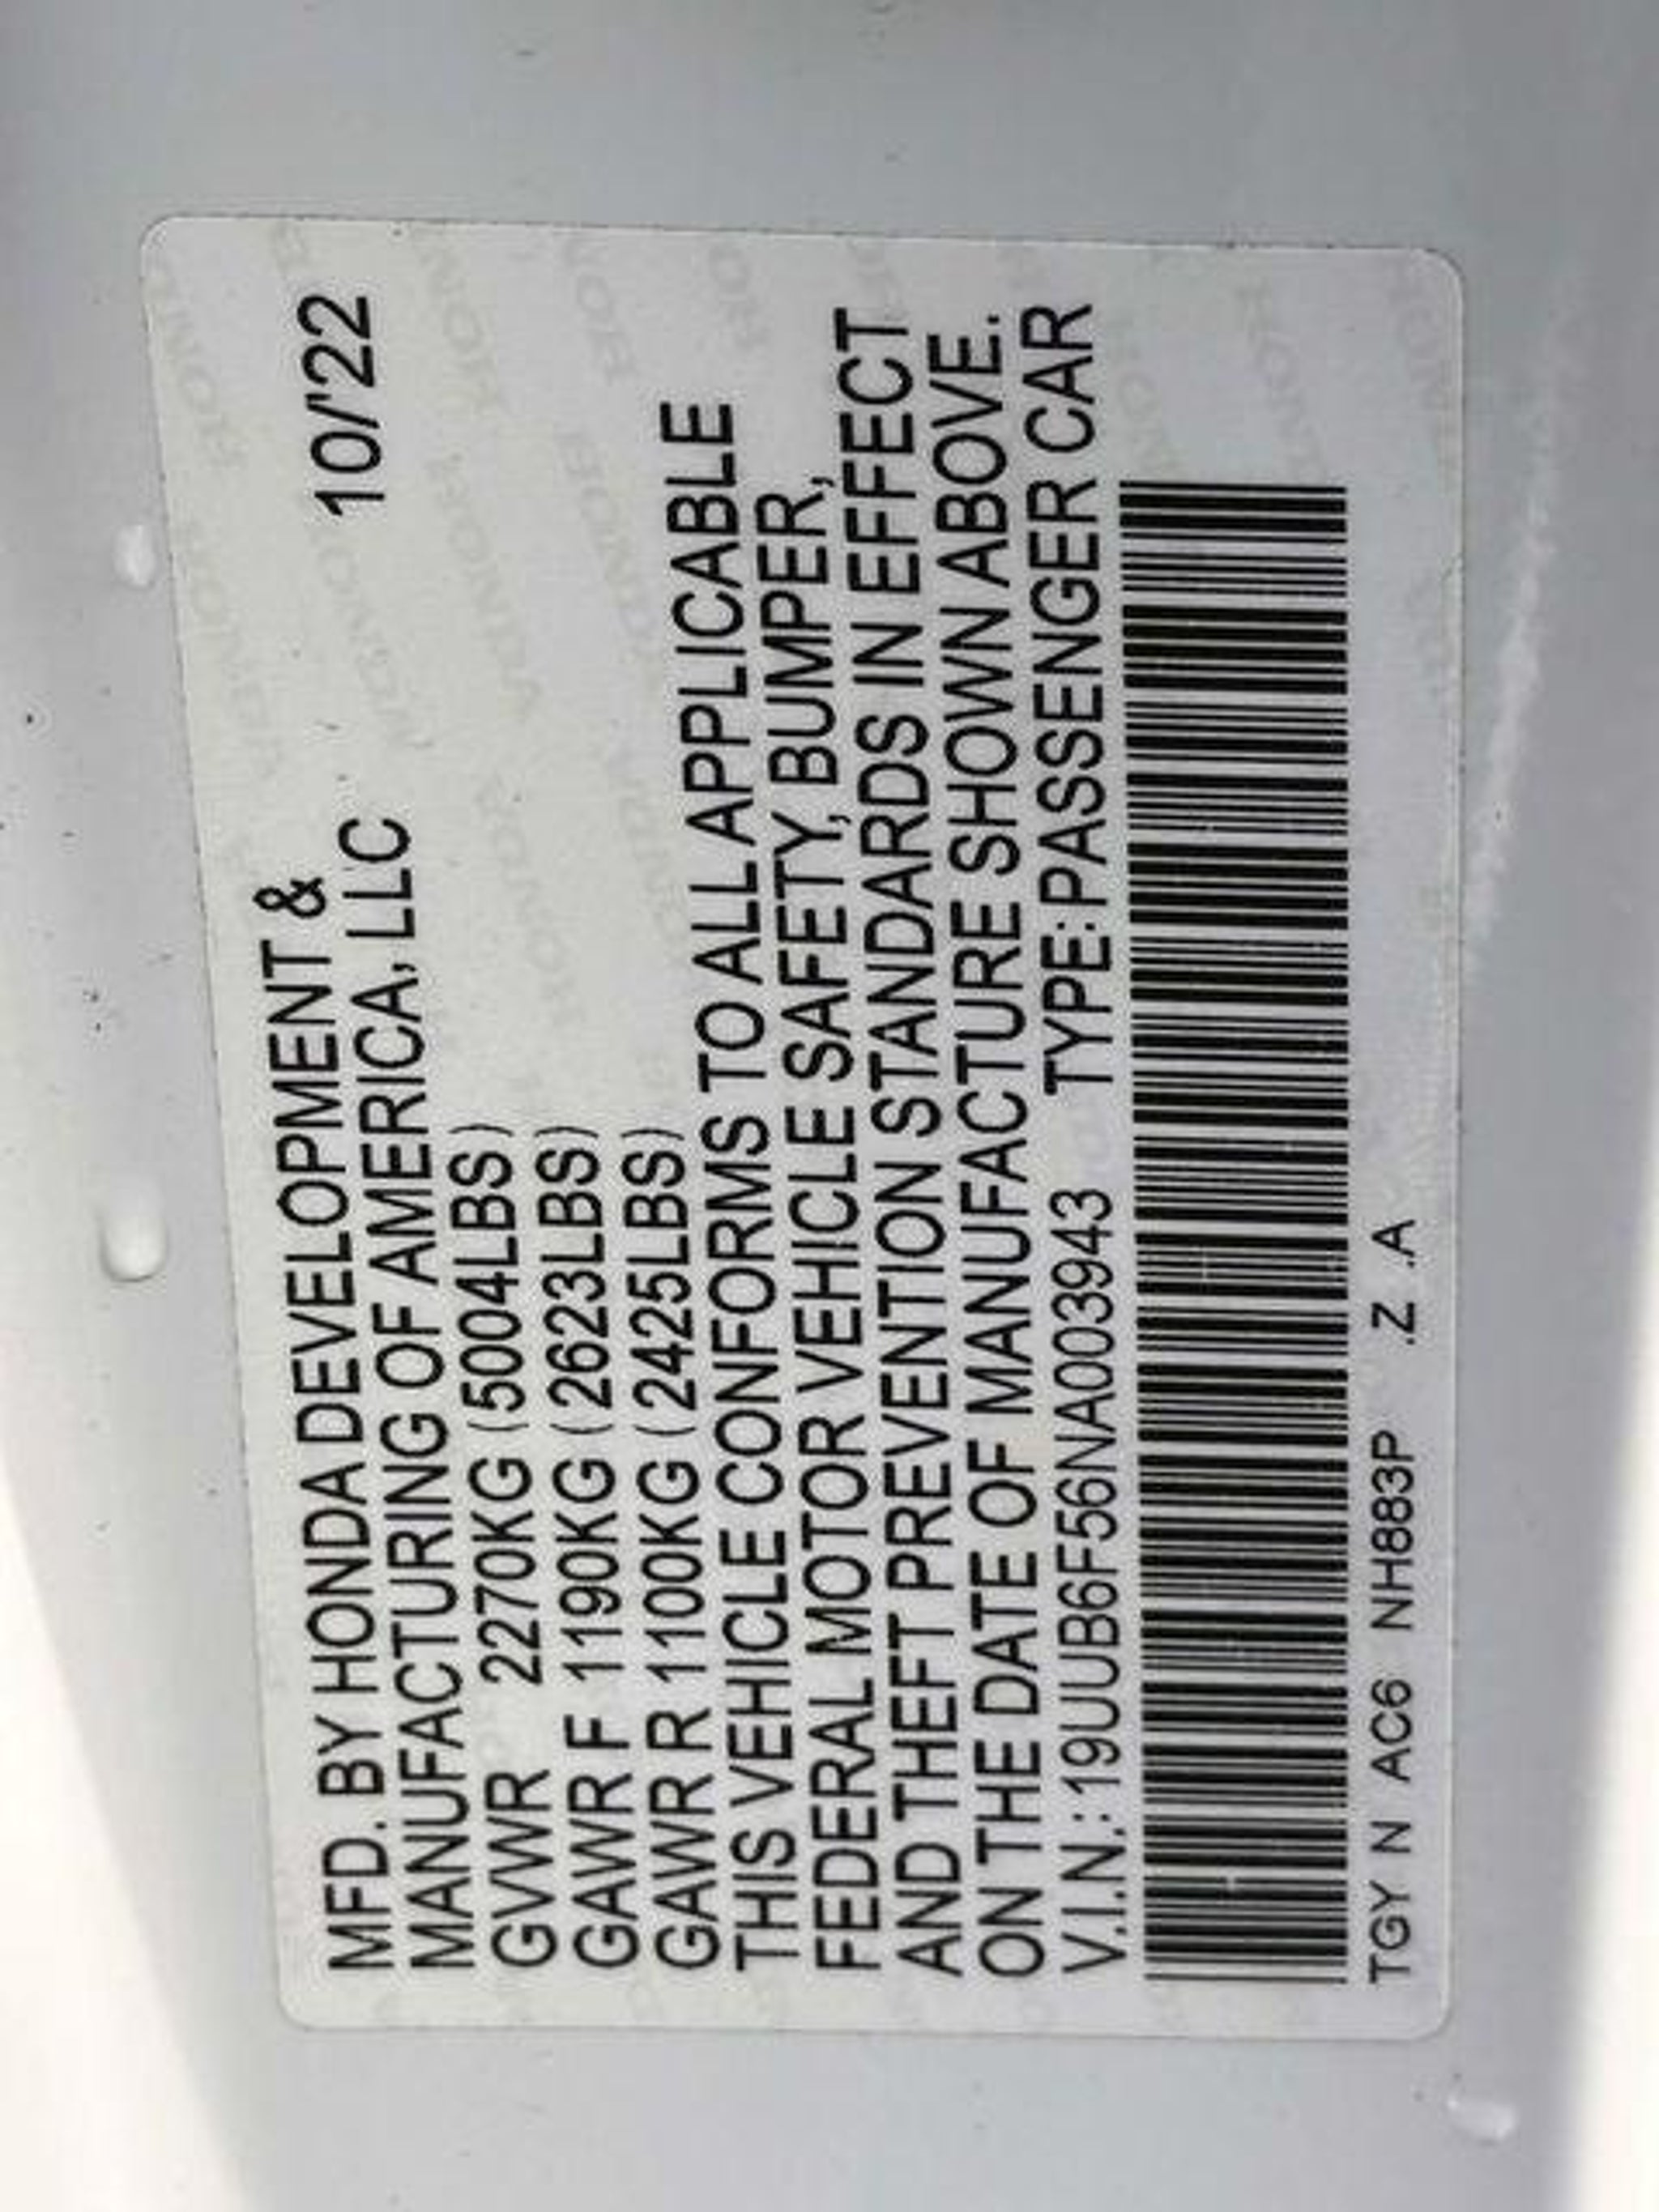 MFD. BY HONDA DEVELOPMENT & 10/'22
MANUFACTURING OF AMERICA, LLC
GVWR 2270KG (5004LBS)
GAWR F 1190KG (2623LBS)
GAWR R 1100KG (2425LBS)
THIS VEHICLE CONFORMS TO ALL APPLICABLE
FEDERAL MOTOR VEHICLE SAFETY, BUMPER,
AND THEFT PREVENTION STANDARDS IN EFFECT
ON THE DATE OF MANUFACTURE SHOWN ABOVE.
V.I.N.: 19UUB6F56NA003943 TYPE: PASSENGER CAR
TGY N AC6 NH883P .Z .A